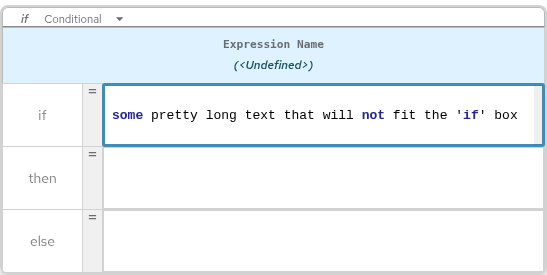 if Conditional
Expression Name
(<Undefined>)
if
=
some pretty long text that will not fit the 'if' box
then
=
else
=